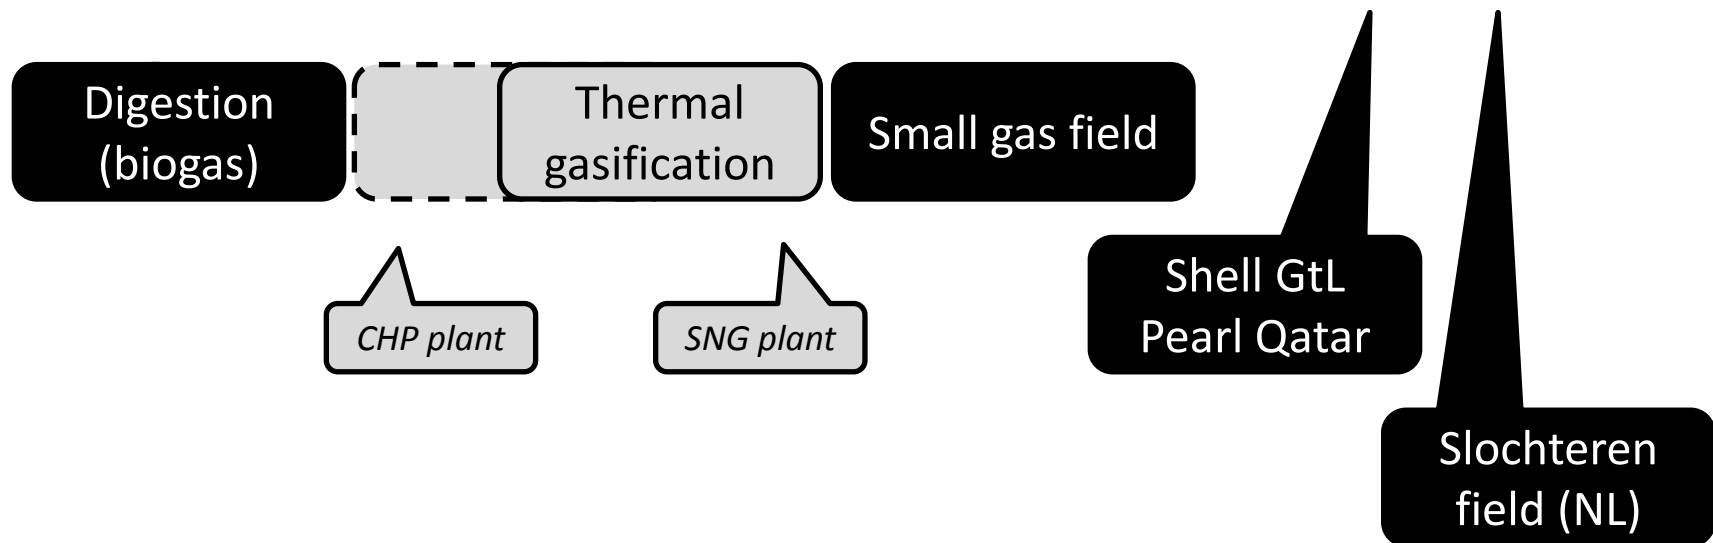 Digestion
(biogas)
Thermal
gasification
Small gas field
CHP plant
SNG plant
Shell GtL
Pearl Qatar
Slochteren
field (NL)